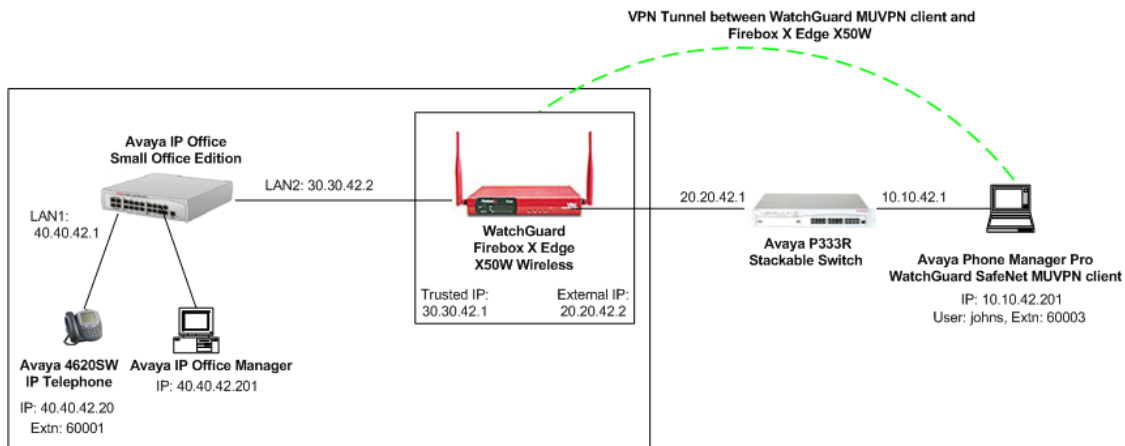 VPN Tunnel between WatchGuard MUVPN client and
Firebox X Edge X50W
Avaya IP Office
Small Office Edition
LAN2: 30.30.42.2
LAN1:
40.40.42.1
WatchGuard
Firebox X Edge
X50W Wireless
Trusted IP:
30.30.42.1
External IP:
20.20.42.2
20.20.42.1
10.10.42.1
Avaya P333R
Stackable Switch
Avaya Phone Manager Pro
WatchGuard SafeNet MUVPN client
IP: 10.10.42.201
User: johns, Extn: 60003
Avaya 4620SW
IP Telephone
IP: 40.40.42.20
Extn: 60001
Avaya IP Office Manager
IP: 40.40.42.201